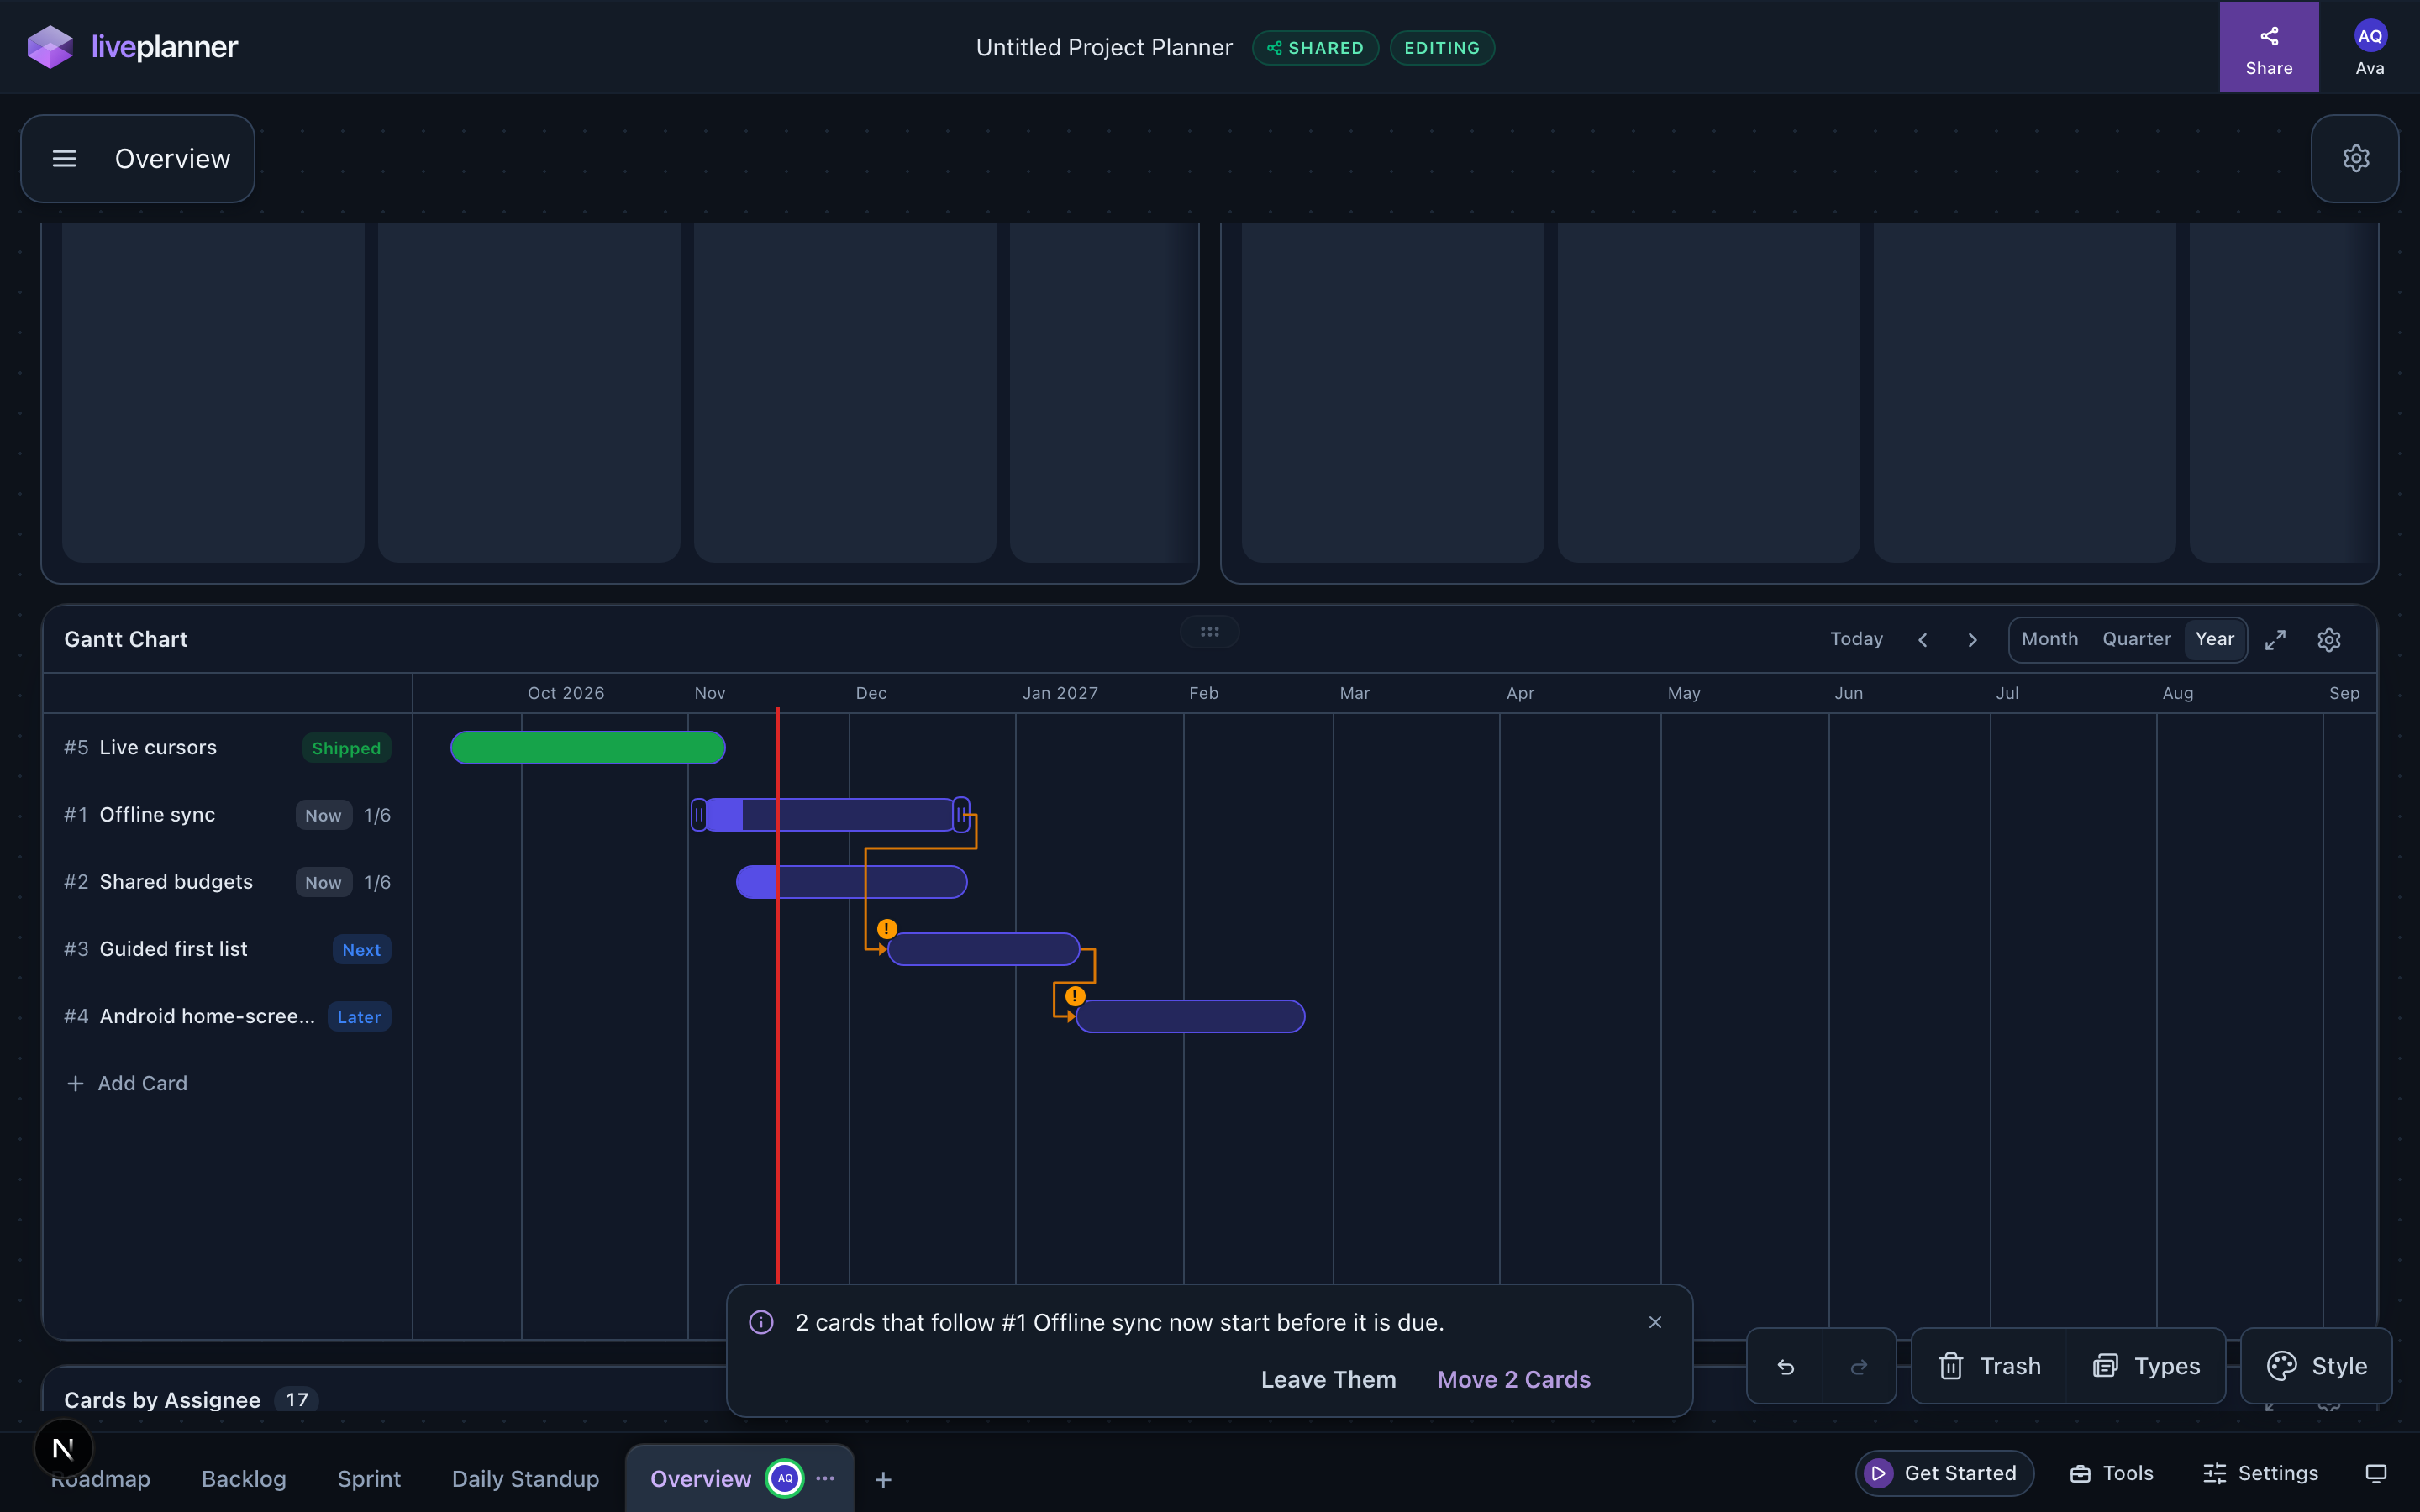 liveplanner
Untitled Project Planner
SHARED
EDITING
Share
AQ
Ava
Overview
Gantt Chart
Today
Month Quarter Year
Oct 2026 Nov Dec Jan 2027 Feb Mar Apr May Jun Jul Aug Sep
#5 Live cursors Shipped
#1 Offline sync Now 1/6
#2 Shared budgets Now 1/6
#3 Guided first list Next
#4 Android home-scree... Later
+ Add Card
2 cards that follow #1 Offline sync now start before it is due.
Leave Them Move 2 Cards
Trash Types Style
Cards by Assignee 17
N
Roadmap Backlog Sprint Daily Standup Overview AQ ... +
Get Started Tools Settings